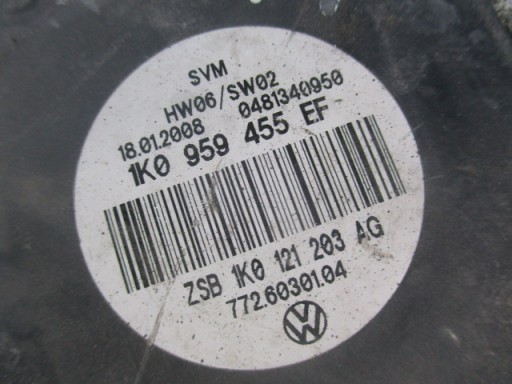 SVM
HW06/SW02
18.01.2008 0481340950
1K0 959 455 EF
ZSB 1K0 121 203 AG
772.60301.04